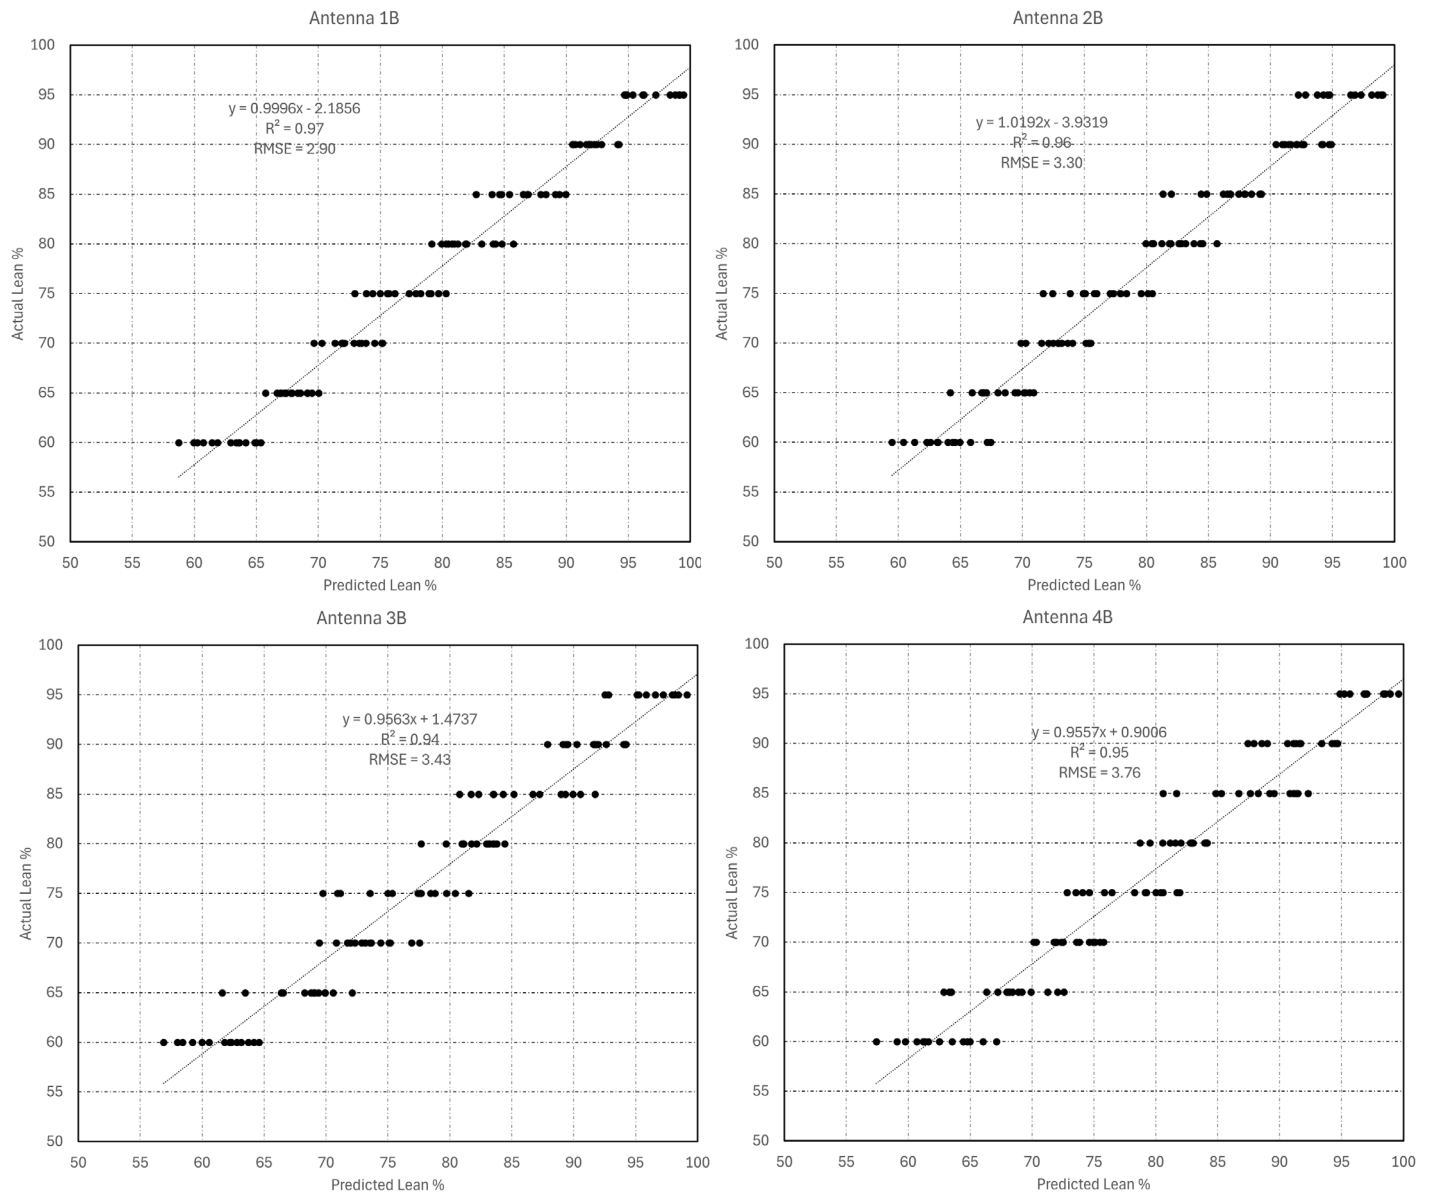 Antenna 1B
100
95
90
85
80
75
70
65
60
55
50
Actual Lean %
y = 0.9996x - 2.1856
R² = 0.97
RMSE = 2.90
50 55 60 65 70 75 80 85 90 95 100
Predicted Lean %
Antenna 2B
100
95
90
85
80
75
70
65
60
55
50
Actual Lean %
y = 1.0192x - 3.9319
R² = 0.96
RMSE = 3.30
50 55 60 65 70 75 80 85 90 95 100
Predicted Lean %
Antenna 3B
100
95
90
85
80
75
70
65
60
55
50
Actual Lean %
y = 0.9563x + 1.4737
R² = 0.94
RMSE = 3.43
50 55 60 65 70 75 80 85 90 95 100
Predicted Lean %
Antenna 4B
100
95
90
85
80
75
70
65
60
55
50
Actual Lean %
y = 0.9557x + 0.9006
R² = 0.95
RMSE = 3.76
50 55 60 65 70 75 80 85 90 95 100
Predicted Lean %